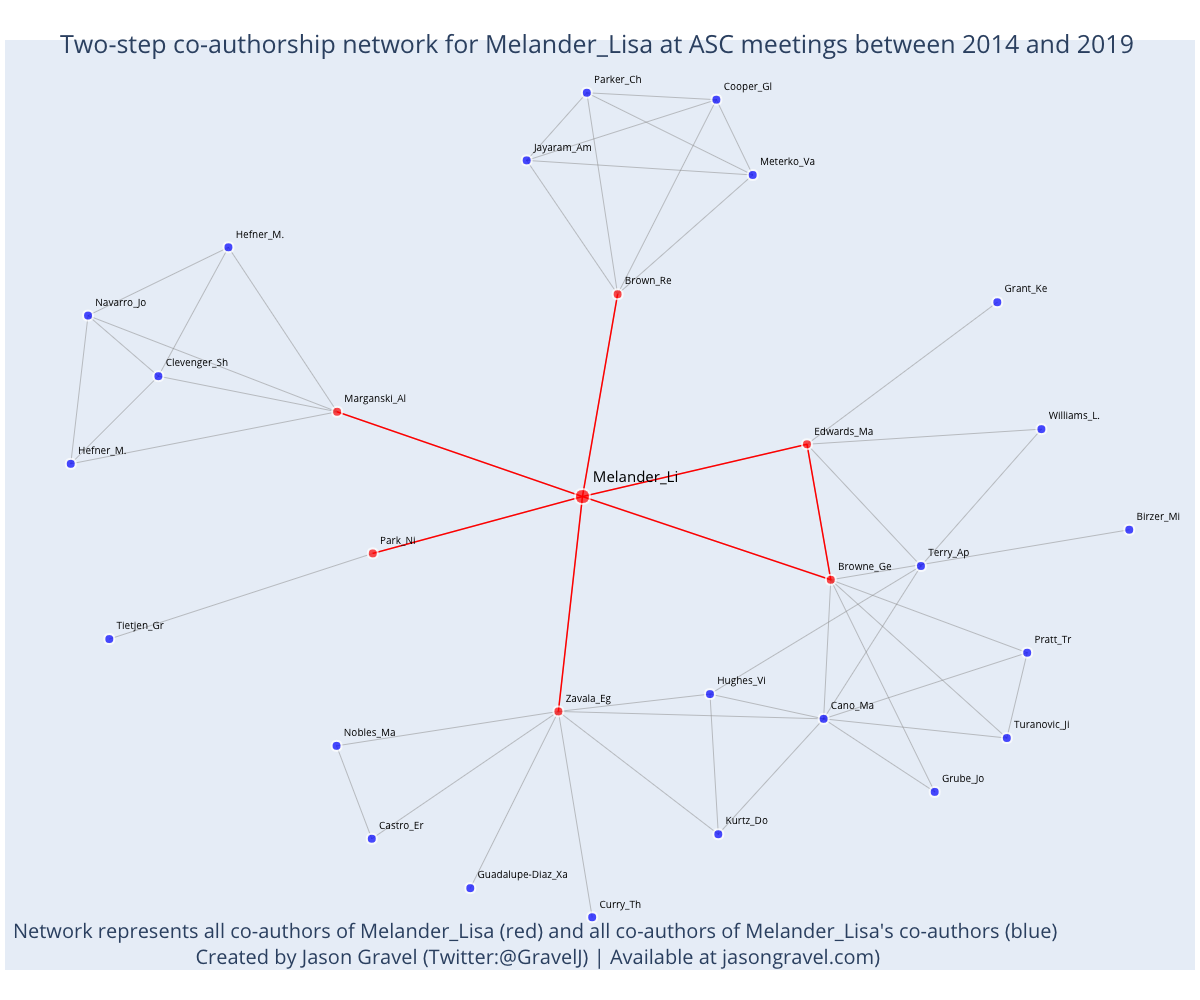 Two-step co-authorship network for Melander_Lisa at ASC meetings between 2014 and 2019
Parker_Ch
Cooper_Gl
Jayaram_Am
Meterko_Va
Hefner_M.
Brown_Re
Grant_Ke
Navarro_Jo
Clevenger_Sh
Marganski_Al
Williams_L.
Edwards_Ma
Hefner_M.
Melander_Li
Birzer_Mi
Park_Ni
Terry_Ap
Browne_Ge
Tietjen_Gr
Pratt_Tr
Hughes_Vi
Zavala_Eg
Cano_Ma
Turanovic_Ji
Nobles_Ma
Grube_Jo
Castro_Er
Kurtz_Do
Guadalupe-Diaz_Xa
Curry_Th
Network represents all co-authors of Melander_Lisa (red) and all co-authors of Melander_Lisa's co-authors (blue)
Created by Jason Gravel (Twitter:@GravelJ) | Available at jasongravel.com)